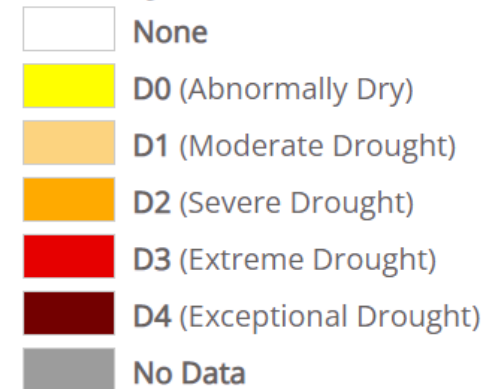 None
D0 (Abnormally Dry)
D1 (Moderate Drought)
D2 (Severe Drought)
D3 (Extreme Drought)
D4 (Exceptional Drought)
No Data